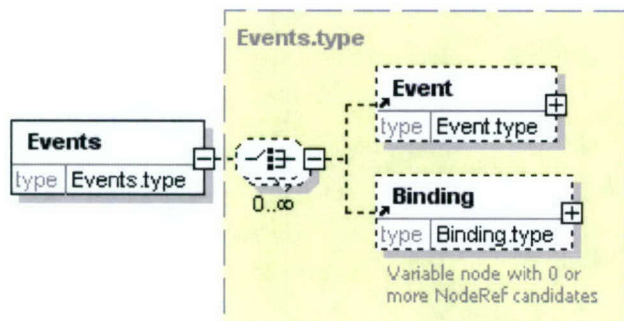 Events.type
Event
type Event.type
Events
type Events.type
0..∞
Binding
type Binding.type
Variable node with 0 or
more NodeRef candidates